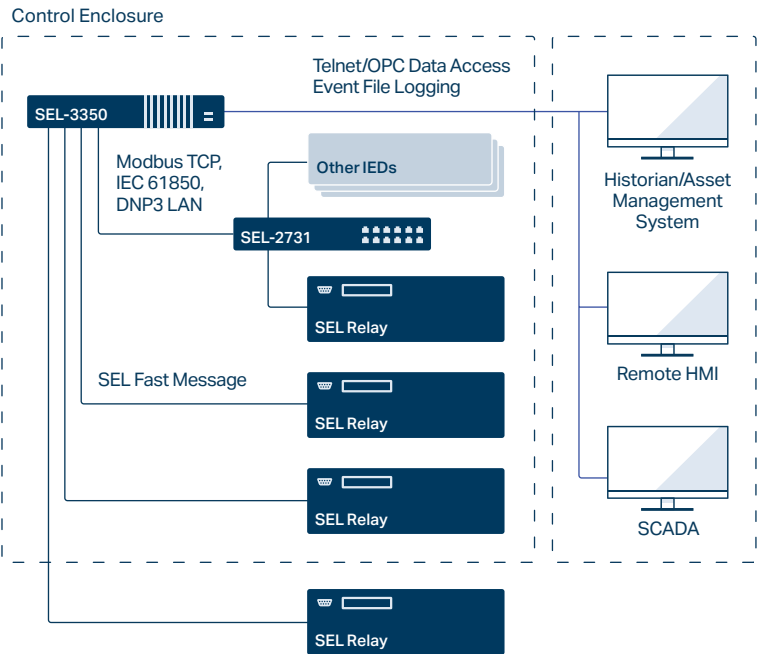 Control Enclosure
Telnet/OPC Data Access
Event File Logging
SEL-3350
Modbus TCP,
IEC 61850,
DNP3 LAN
Other IEDs
SEL-2731
SEL Relay
SEL Fast Message
SEL Relay
SEL Relay
SEL Relay
Historian/Asset
Management
System
Remote HMI
SCADA